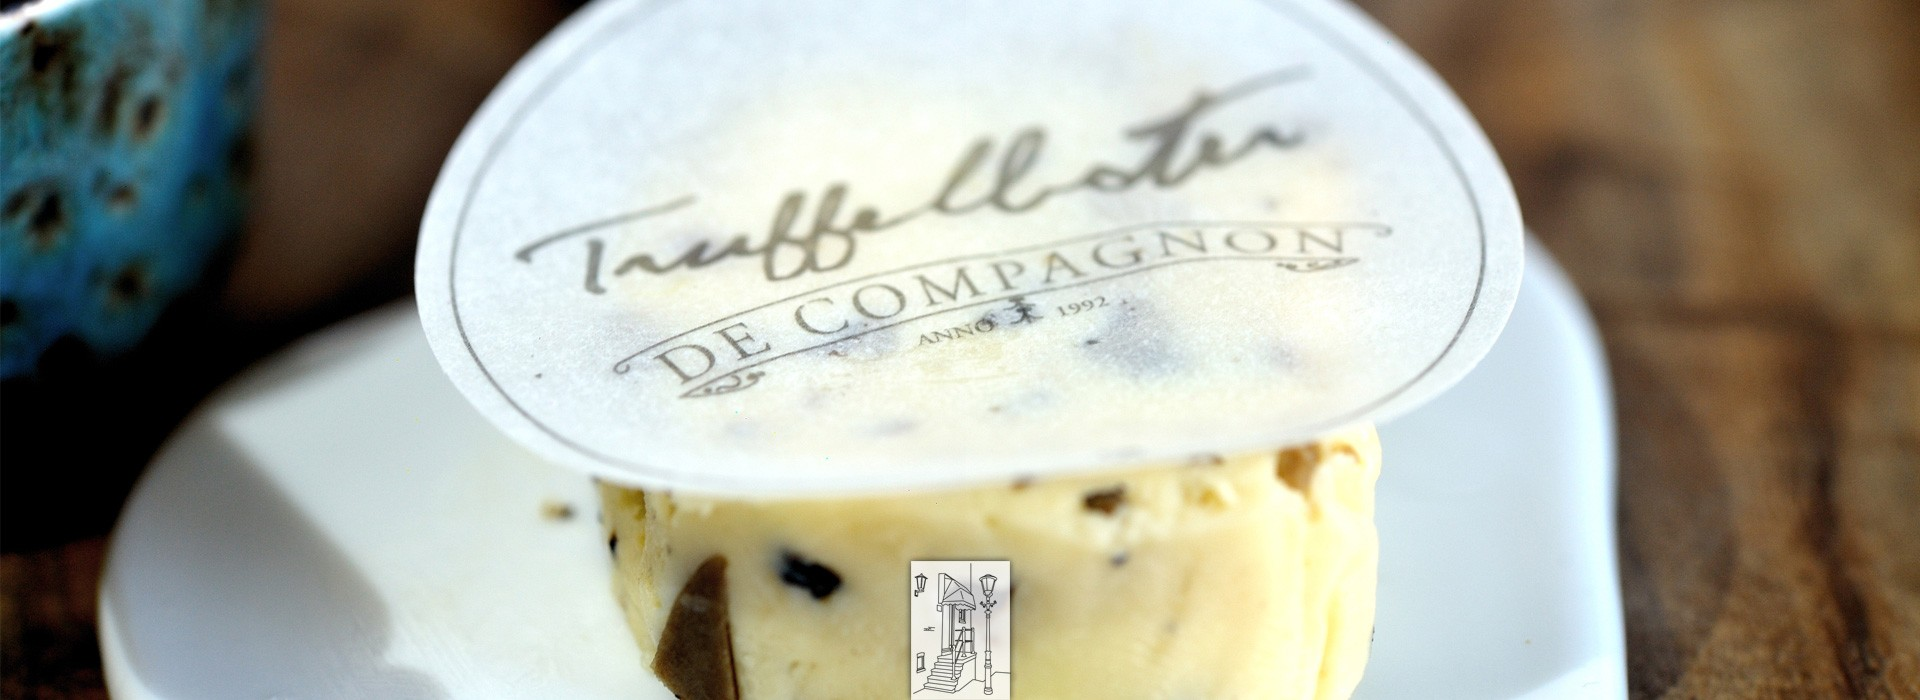 Truffelboter
DE COMPAGNON
ANNO 1992